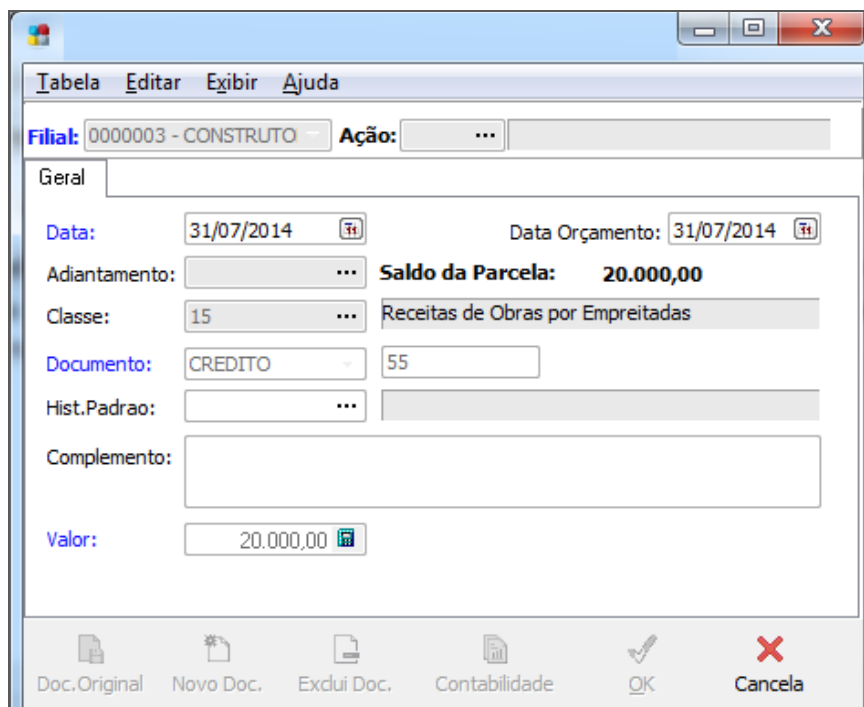 Tabela Editar Exibir Ajuda
Filial: 0000003 - CONSTRUTO Ação: ...
Geral
Data: 31/07/2014 Data Orçamento: 31/07/2014
Adiantamento: ... Saldo da Parcela: 20.000,00
Classe: 15 ... Receitas de Obras por Empreitadas
Documento: CREDITO 55
Hist.Padrao: ...
Complemento:
Valor: 20.000,00
Doc.Original Novo Doc. Exclui Doc. Contabilidade OK Cancela